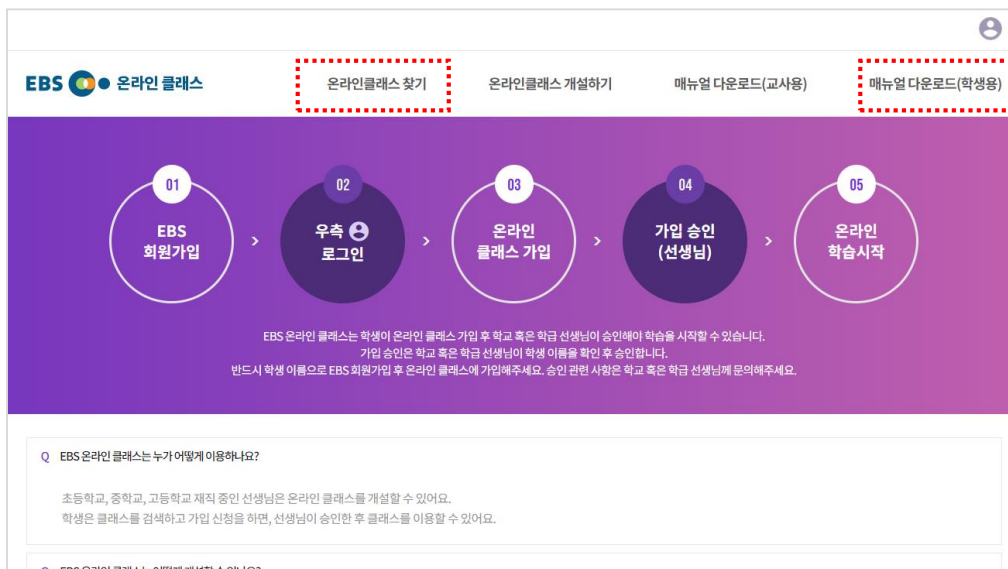 EBS 온라인 클래스
온라인클래스 찾기
온라인클래스 개설하기
매뉴얼 다운로드(교사용)
매뉴얼 다운로드(학생용)
01
EBS
회원가입
>
02
우측
로그인
>
03
온라인
클래스 가입
>
04
가입 승인
(선생님)
>
05
온라인
학습시작
EBS 온라인 클래스는 학생이 온라인 클래스 가입 후 학교 혹은 학급 선생님이 승인해야 학습을 시작할 수 있습니다.
가입 승인은 학교 혹은 학급 선생님이 학생 이름을 확인 후 승인합니다.
반드시 학생 이름으로 EBS 회원가입 후 온라인 클래스에 가입해주세요. 승인 관련 사항은 학교 혹은 학급 선생님께 문의해주세요.
Q EBS 온라인 클래스는 누가 어떻게 이용하나요?
초등학교, 중학교, 고등학교 재직 중인 선생님은 온라인 클래스를 개설할 수 있어요.
학생은 클래스를 검색하고 가입 신청을 하면, 선생님이 승인한 후 클래스를 이용할 수 있어요.